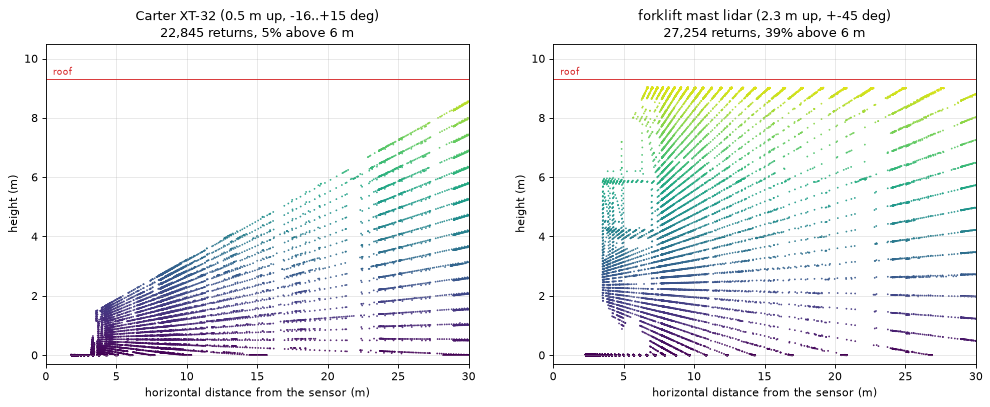 Carter XT-32 (0.5 m up, -16..+15 deg)
22,845 returns, 5% above 6 m
roof
10
8
6
4
2
0
height (m)
0 5 10 15 20 25 30
horizontal distance from the sensor (m)
forklift mast lidar (2.3 m up, +-45 deg)
27,254 returns, 39% above 6 m
roof
10
8
6
4
2
0
height (m)
0 5 10 15 20 25 30
horizontal distance from the sensor (m)